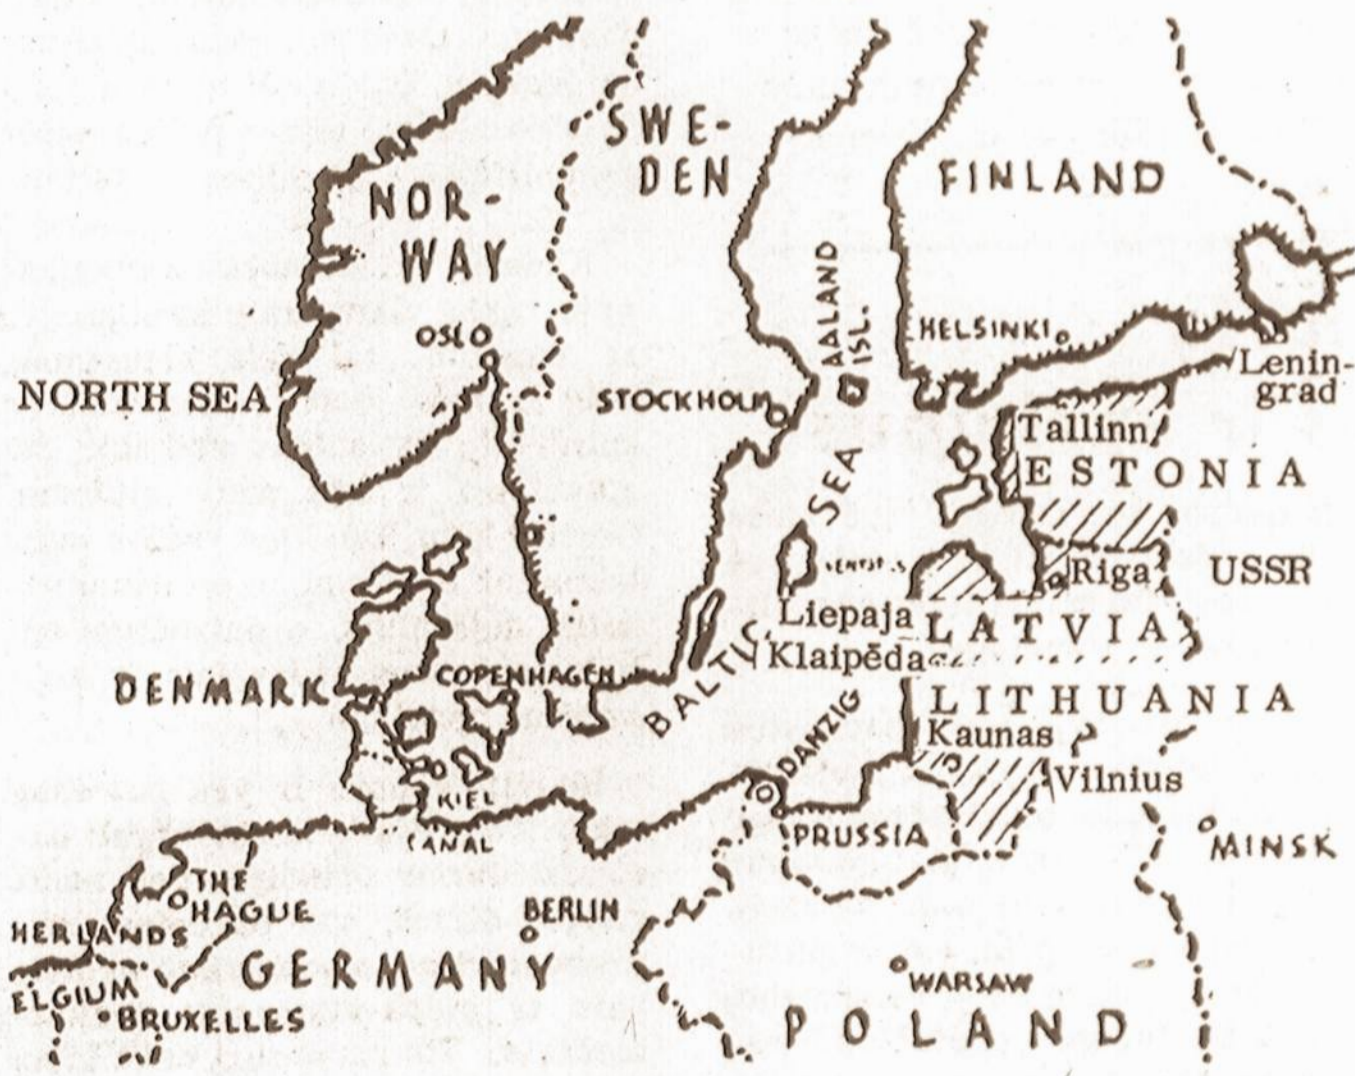 SWE-
DEN
NOR-
WAY
FINLAND
AALAND
ISL.
OSLO
HELSINKI
Lenin-
grad
NORTH SEA
STOCKHOLM
Tallinn
ESTONIA
BALTIC SEA
Riga
USSR
Liepaja
LATVIA
Klaipēda
COPENHAGEN
DENMARK
LITHUANIA
DANZIG
Kaunas
Vilnius
KIEL
CANAL
PRUSSIA
MINSK
THE
HAGUE
BERLIN
HERLANDS
GERMANY
WARSAW
ELGIUM
BRUXELLES
POLAND